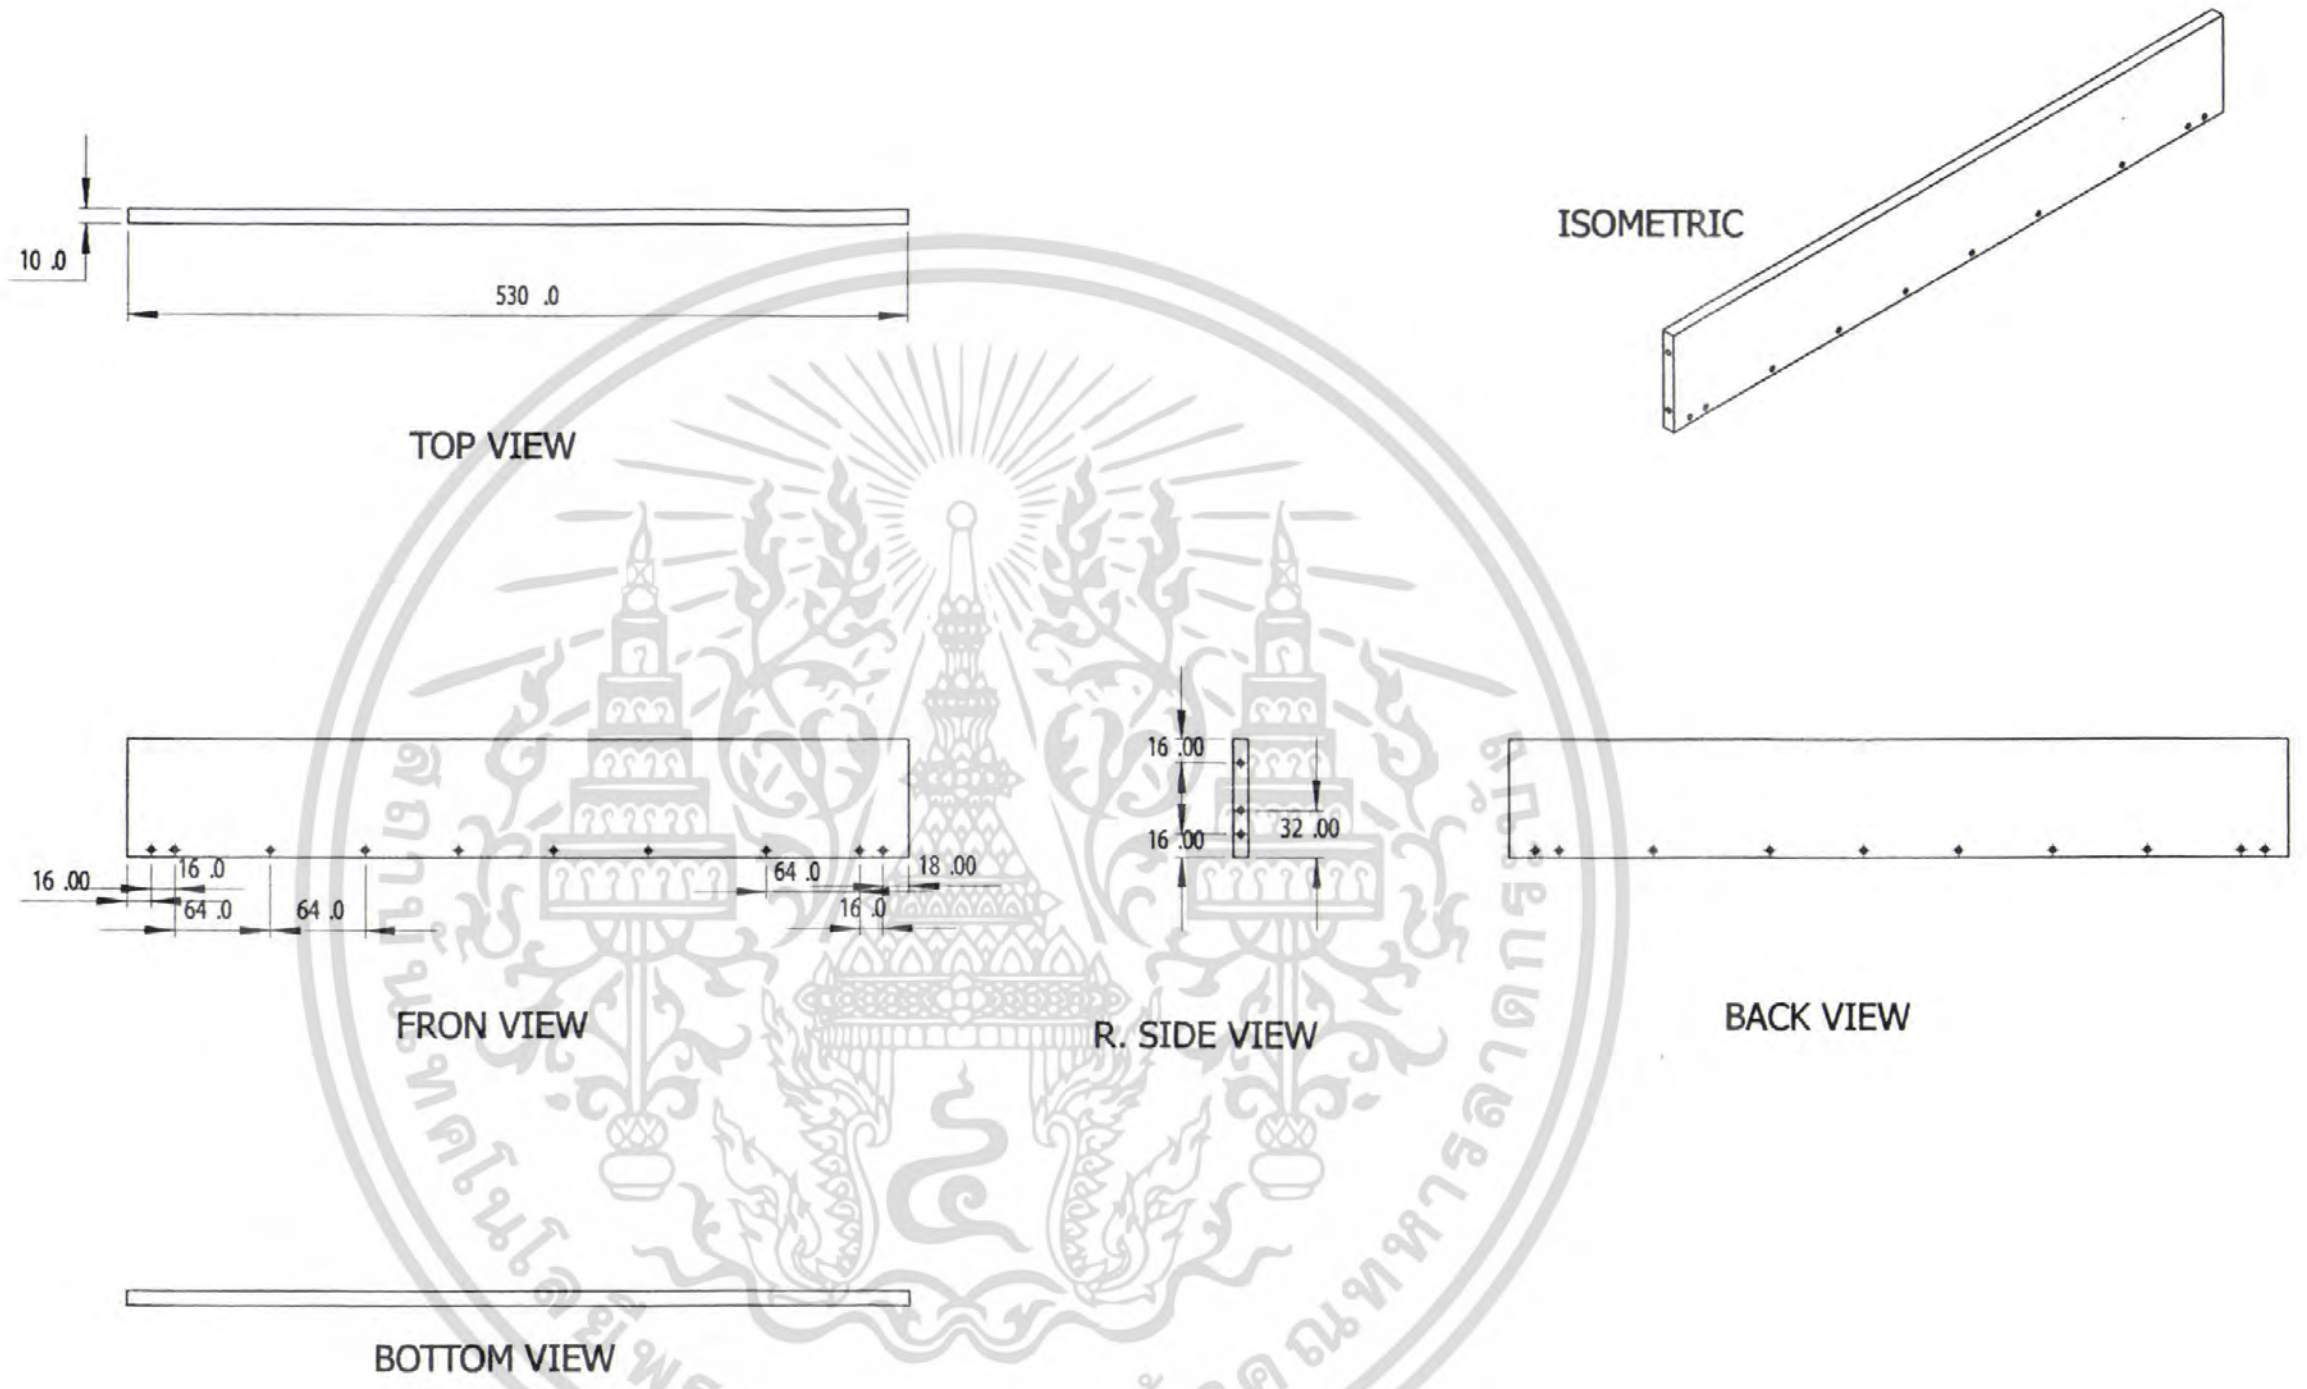 ISOMETRIC
10 .0
530 .0
TOP VIEW
16 .00
16 .00
32 .00
16 .00
16 .0
64 .0
64 .0
64 .0
18 .00
16 .0
FRON VIEW
R. SIDE VIEW
BACK VIEW
BOTTOM VIEW